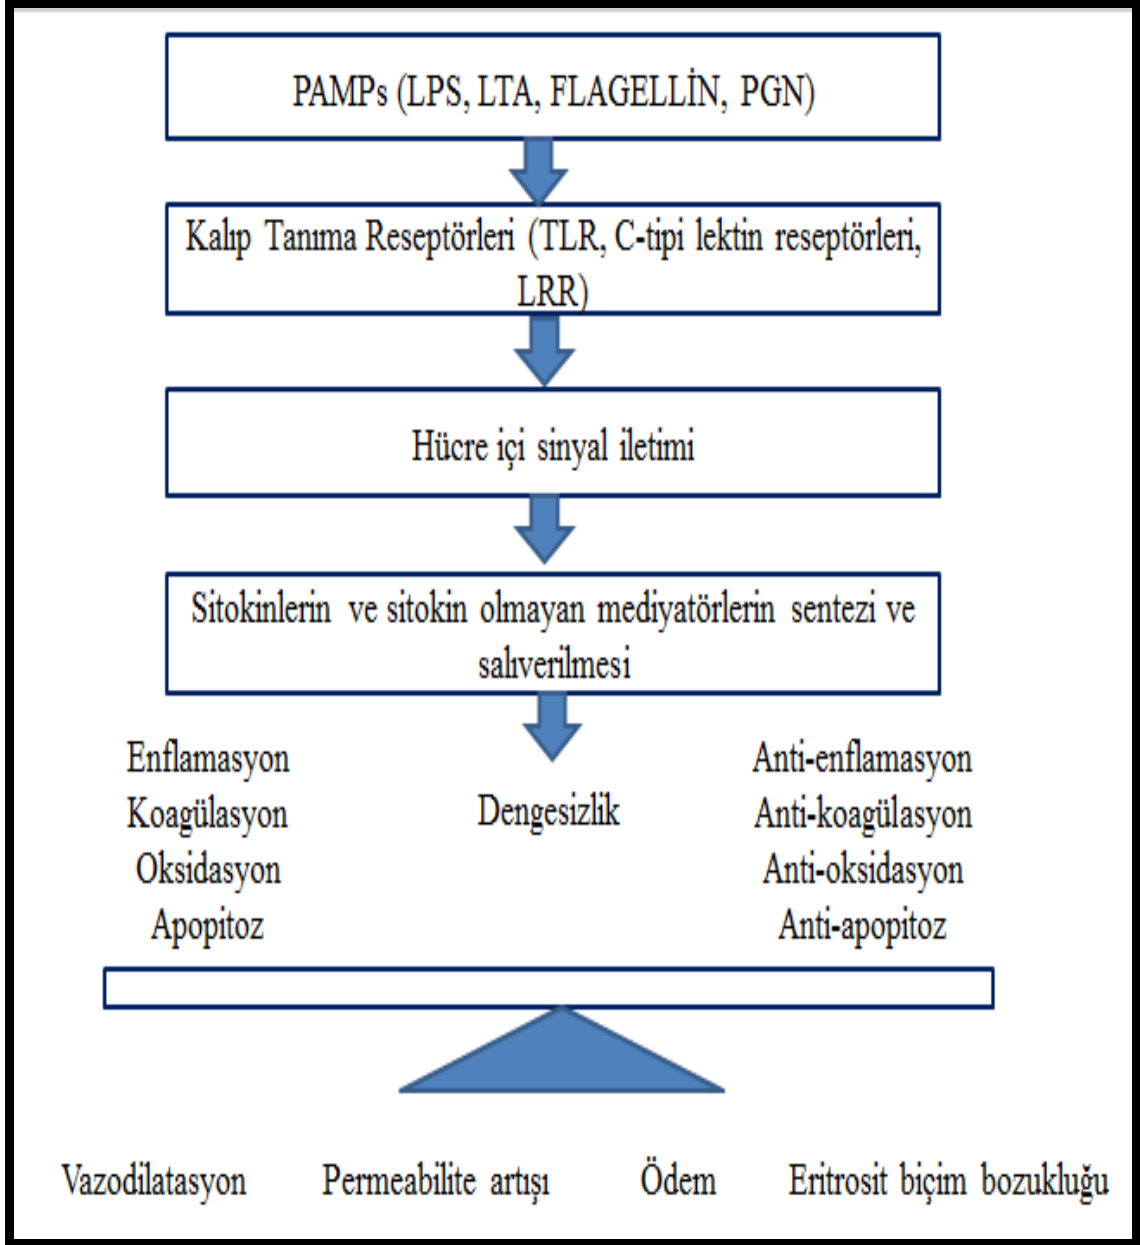 PAMPs (LPS, LTA, FLAGELLİN, PGN)
Kalıp Tanıma Reseptörleri (TLR, C-tipi lektin reseptörleri,
LRR)
Hücre içi sinyal iletimi
Sitokinlerin ve sitokin olmayan mediyatörlerin sentezi ve
salıverilmesi
Enflamasyon
Koagülasyon
Oksidasyon
Apopitoz
Dengesizlik
Anti-enflamasyon
Anti-koagülasyon
Anti-oksidasyon
Anti-apopitoz
Vazodilatasyon
Permeabilite artışı
Ödem
Eritrosit biçim bozukluğu